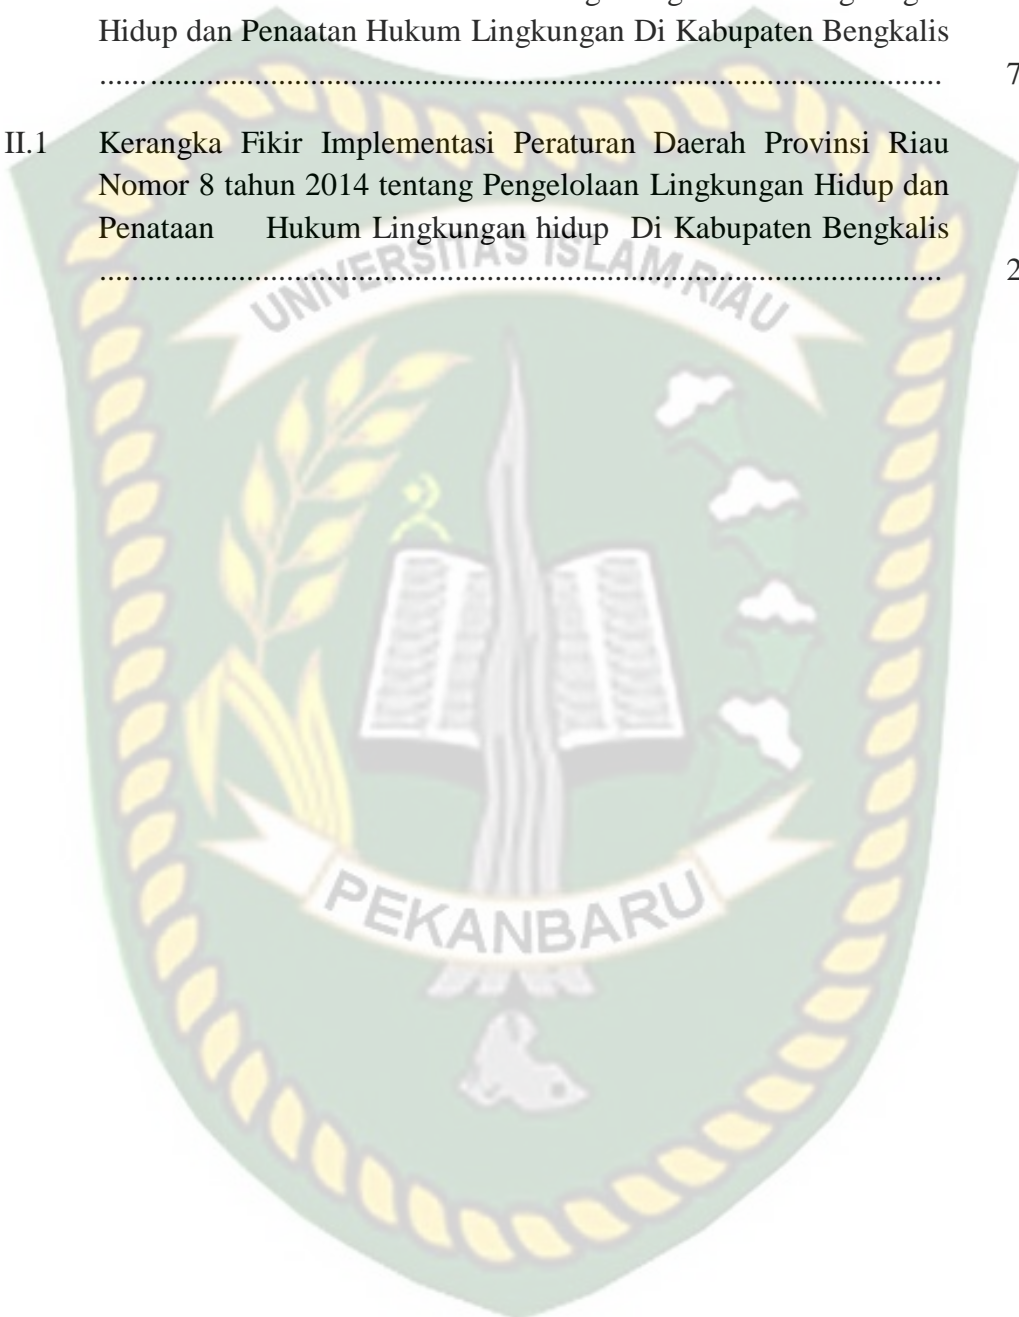 Hidup dan Penaatan Hukum Lingkungan Di Kabupaten Bengkalis
........................................................................................................ 7
II.1 Kerangka Fikir Implementasi Peraturan Daerah Provinsi Riau
Nomor 8 tahun 2014 tentang Pengelolaan Lingkungan Hidup dan
Penataan Hukum Lingkungan hidup Di Kabupaten Bengkalis
........................................................................................................ 2
UNIVERSITAS ISLAM RIAU
PEKANBARU